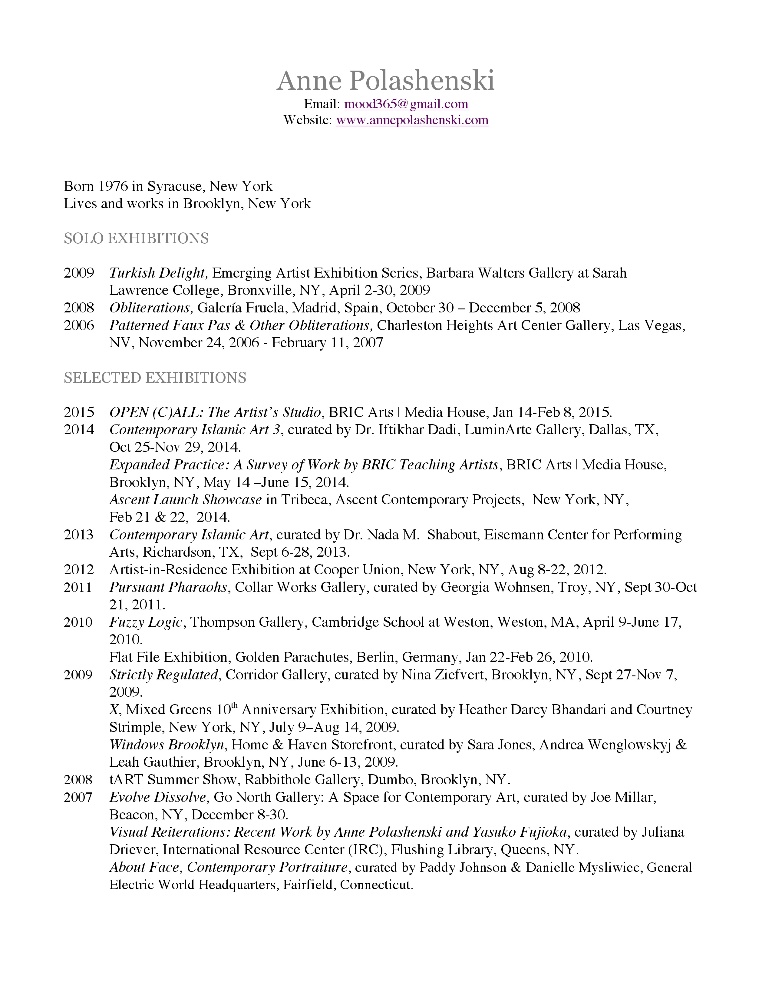 Anne Polashenski
Email: mood365@gmail.com
Website: www.annepolashenski.com
Born 1976 in Syracuse, New York
Lives and works in Brooklyn, New York
SOLO EXHIBITIONS
2009 Turkish Delight, Emerging Artist Exhibition Series, Barbara Walters Gallery at Sarah
Lawrence College, Bronxville, NY, April 2-30, 2009
2008 Obliterations, Galería Fruela, Madrid, Spain, October 30 – December 5, 2008
2006 Patterned Faux Pas & Other Obliterations, Charleston Heights Art Center Gallery, Las Vegas,
NV, November 24, 2006 - February 11, 2007
SELECTED EXHIBITIONS
2015 OPEN (C)ALL: The Artist's Studio, BRIC Arts | Media House, Jan 14-Feb 8, 2015.
2014 Contemporary Islamic Art 3, curated by Dr. Iftikhar Dadi, LuminArte Gallery, Dallas, TX,
Oct 25-Nov 29, 2014.
Expanded Practice: A Survey of Work by BRIC Teaching Artists, BRIC Arts | Media House,
Brooklyn, NY, May 14 –June 15, 2014.
Ascent Launch Showcase in Tribeca, Ascent Contemporary Projects, New York, NY,
Feb 21 & 22, 2014.
2013 Contemporary Islamic Art, curated by Dr. Nada M. Shabout, Eisemann Center for Performing
Arts, Richardson, TX, Sept 6-28, 2013.
2012 Artist-in-Residence Exhibition at Cooper Union, New York, NY, Aug 8-22, 2012.
2011 Pursuant Pharaohs, Collar Works Gallery, curated by Georgia Wohnsen, Troy, NY, Sept 30-Oct
21, 2011.
2010 Fuzzy Logic, Thompson Gallery, Cambridge School at Weston, Weston, MA, April 9-June 17,
2010.
Flat File Exhibition, Golden Parachutes, Berlin, Germany, Jan 22-Feb 26, 2010.
2009 Strictly Regulated, Corridor Gallery, curated by Nina Ziefvert, Brooklyn, NY, Sept 27-Nov 7,
2009.
X, Mixed Greens 10th Anniversary Exhibition, curated by Heather Darcy Bhandari and Courtney
Strimple, New York, NY, July 9–Aug 14, 2009.
Windows Brooklyn, Home & Haven Storefront, curated by Sara Jones, Andrea Wenglowskyj &
Leah Gauthier, Brooklyn, NY, June 6-13, 2009.
2008 tART Summer Show, Rabbithole Gallery, Dumbo, Brooklyn, NY.
2007 Evolve Dissolve, Go North Gallery: A Space for Contemporary Art, curated by Joe Millar,
Beacon, NY, December 8-30.
Visual Reiterations: Recent Work by Anne Polashenski and Yasuko Fujioka, curated by Juliana
Driever, International Resource Center (IRC), Flushing Library, Queens, NY.
About Face, Contemporary Portraiture, curated by Paddy Johnson & Danielle Mysliwiec, General
Electric World Headquarters, Fairfield, Connecticut.